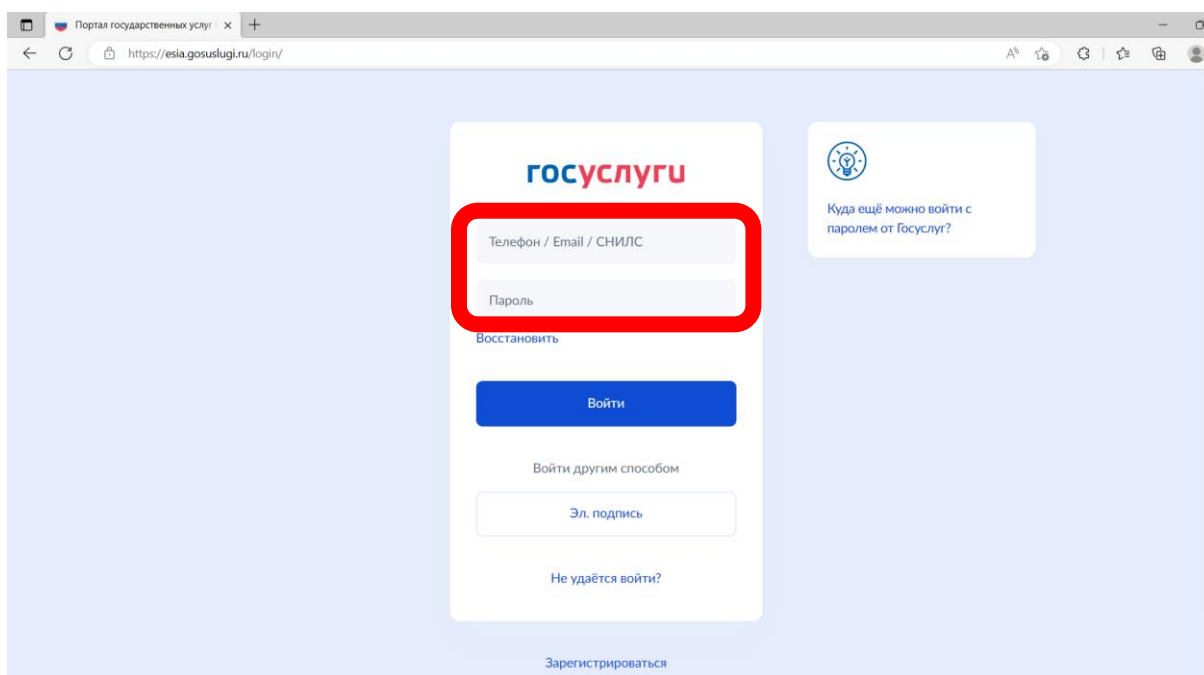 Портал государственных услуг
https://esia.gosuslugi.ru/login/
госуслуги
Телефон / Email / СНИЛС
Пароль
Восстановить
Войти
Войти другим способом
Эл. подпись
Не удаётся войти?
Зарегистрироваться
Куда ещё можно войти с
паролем от Госуслуг?